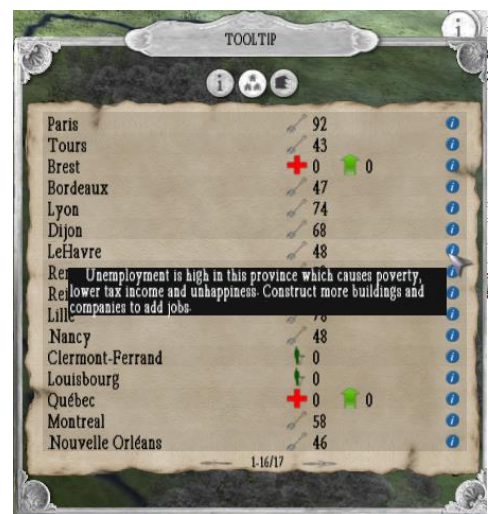 TOOLTIP
Paris 92
Tours 43
Brest 0 0
Bordeaux 47
Lyon 74
Dijon 68
LeHavre 48
Unemployment is high in this province which causes poverty,
lower tax income and unhappiness. Construct more buildings and
companies to add jobs.
Lille 78
Nancy 48
Clermont-Ferrand 0
Louisbourg 0
Québec 0 0
Montreal 58
Nouvelle Orléans 46
1-16/17